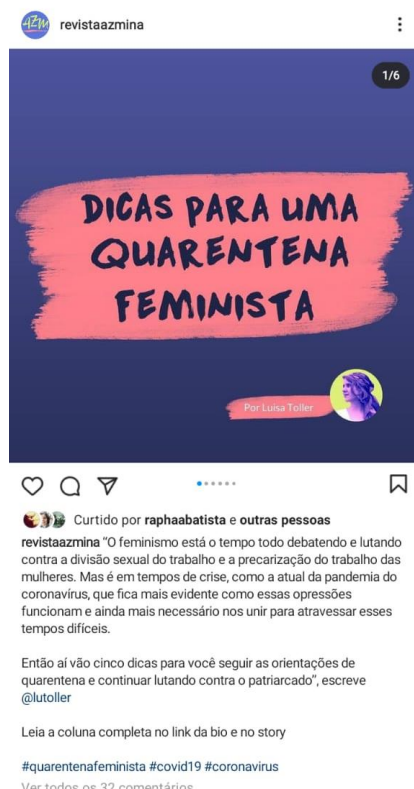 AZM
revistaazmina
1/6
DICAS PARA UMA
QUARENTENA
FEMINISTA
Por Luisa Toller
Curtido por raphaabatista e outras pessoas
revistaazmina “O feminismo está o tempo todo debatendo e lutando
contra a divisão sexual do trabalho e a precarização do trabalho das
mulheres. Mas é em tempos de crise, como a atual da pandemia do
coronavírus, que fica mais evidente como essas opressões
funcionam e ainda mais necessário nos unir para atravessar esses
tempos difíceis.
Então aí vão cinco dicas para você seguir as orientações de
quarentena e continuar lutando contra o patriarcado”, escreve
@lutoller
Leia a coluna completa no link da bio e no story
#quarentenafeminista #covid19 #coronavirus
Ver todos os 32 comentários